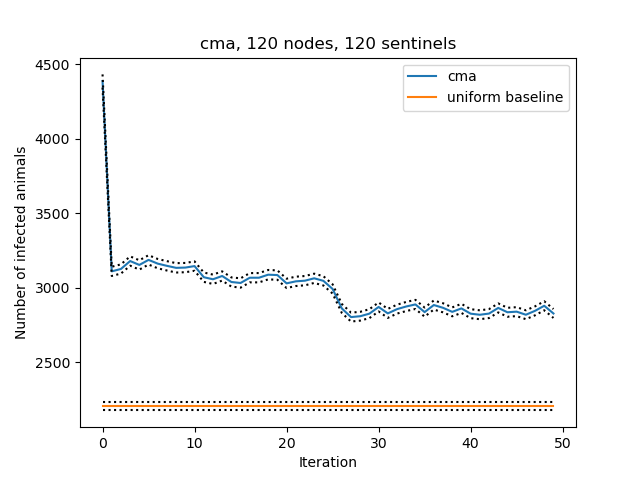 cma, 120 nodes, 120 sentinels
cma
uniform baseline
4500
4000
3500
3000
2500
Number of infected animals
0 10 20 30 40 50
Iteration